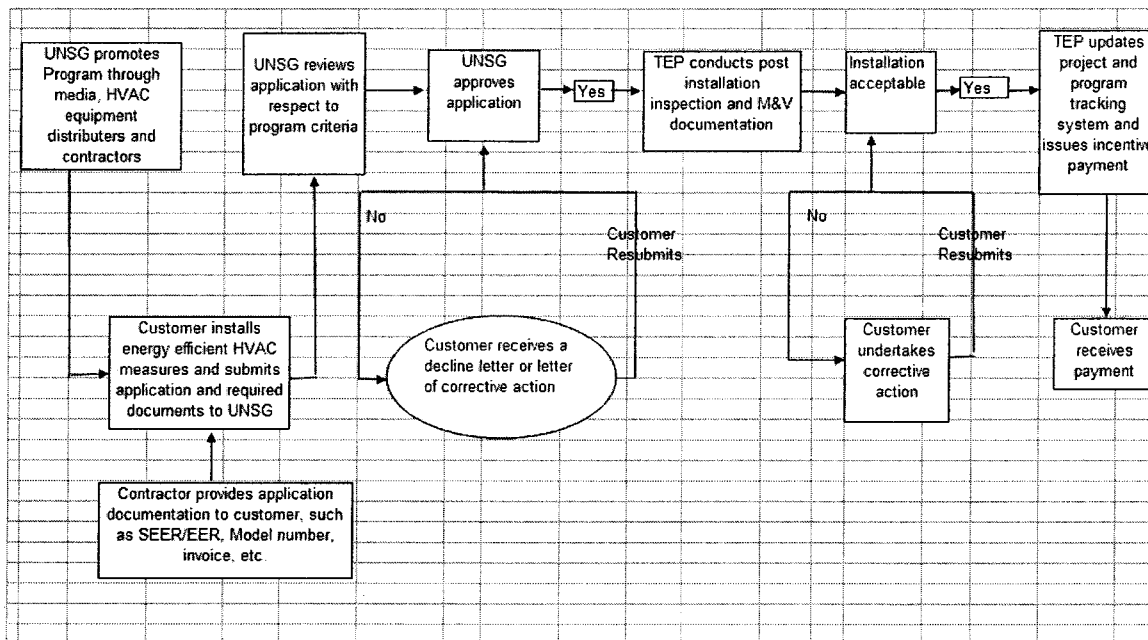 UNSG promotes
Program through
media, HVAC
equipment
distributers and
contractors
UNSG reviews
application with
respect to
program criteria
UNSG
approves
application
Yes
TEP conducts post
installation
inspection and M&V
documentation
Installation
acceptable
Yes
TEP updates
project and
program
tracking
system and
issues incentive
payment
No
Customer
Resubmits
No
Customer
Resubmits
Customer installs
energy efficient HVAC
measures and submits
application and required
documents to UNSG
Customer receives a
decline letter or letter
of corrective action
Customer
undertakes
corrective
action
Customer
receives
payment
Contractor provides application
documentation to customer, such
as SEER/EER, Model number,
invoice, etc.